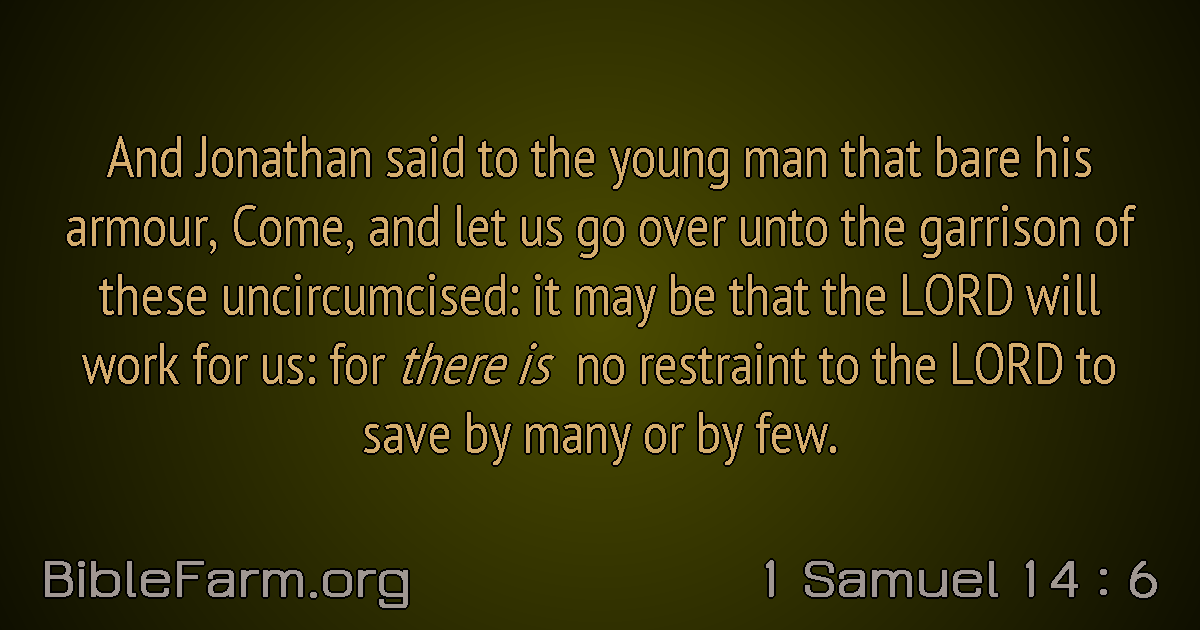 And Jonathan said to the young man that bare his
armour, Come, and let us go over unto the garrison of
these uncircumcised: it may be that the LORD will
work for us: for there is no restraint to the LORD to
save by many or by few.
BibleFarm.org
1 Samuel 14 : 6